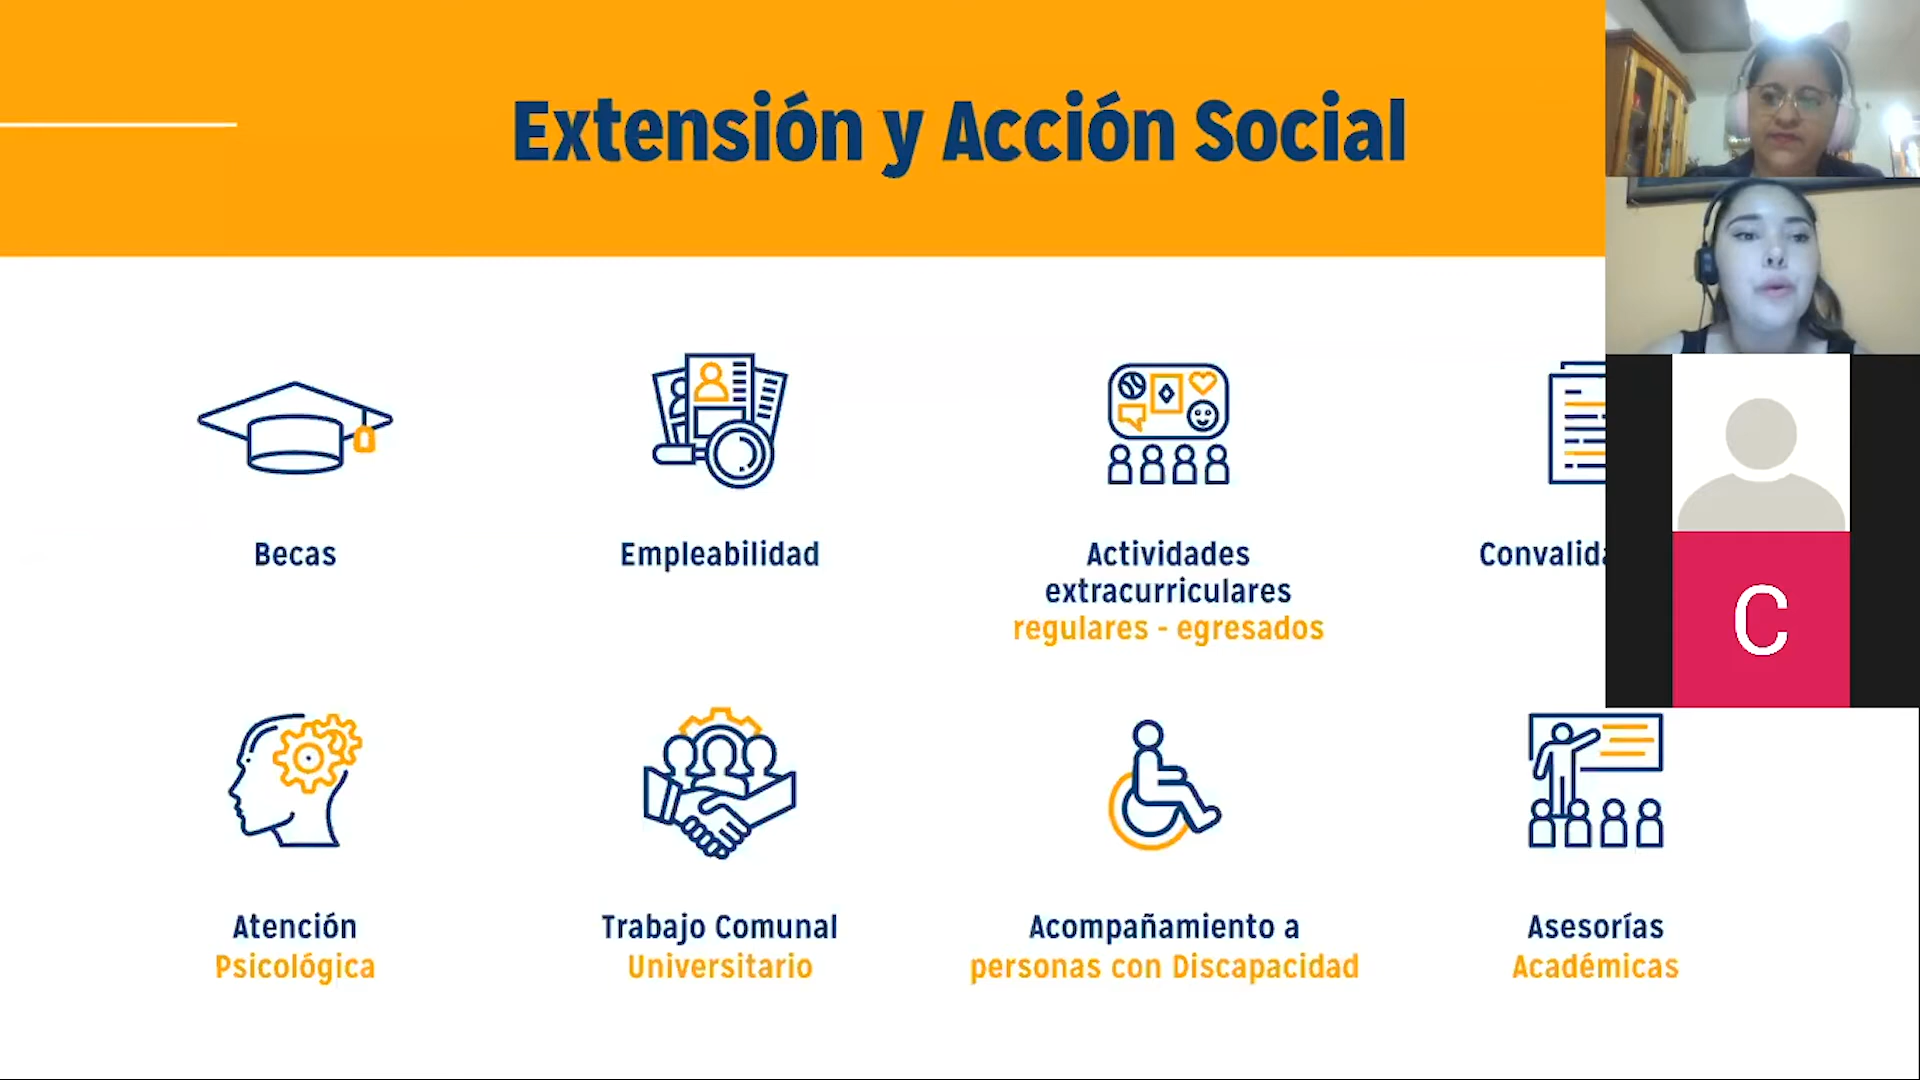 Extensión y Acción Social
Becas
Empleabilidad
Actividades
extracurriculares
regulares - egresados
Atención
Psicológica
Trabajo Comunal
Universitario
Acompañamiento a
personas con Discapacidad
Asesorías
Académicas
C